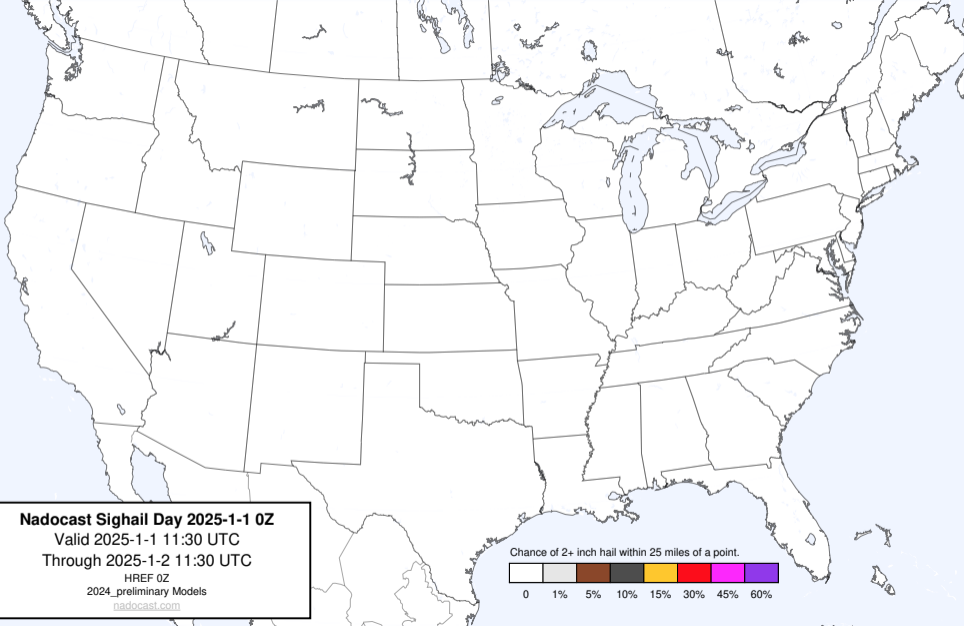 Nadocast Sighail Day 2025-1-1 0Z
Valid 2025-1-1 11:30 UTC
Through 2025-1-2 11:30 UTC
HREF 0Z
2024_preliminary Models
nadocast.com
Chance of 2+ inch hail within 25 miles of a point.
0 1% 5% 10% 15% 30% 45% 60%